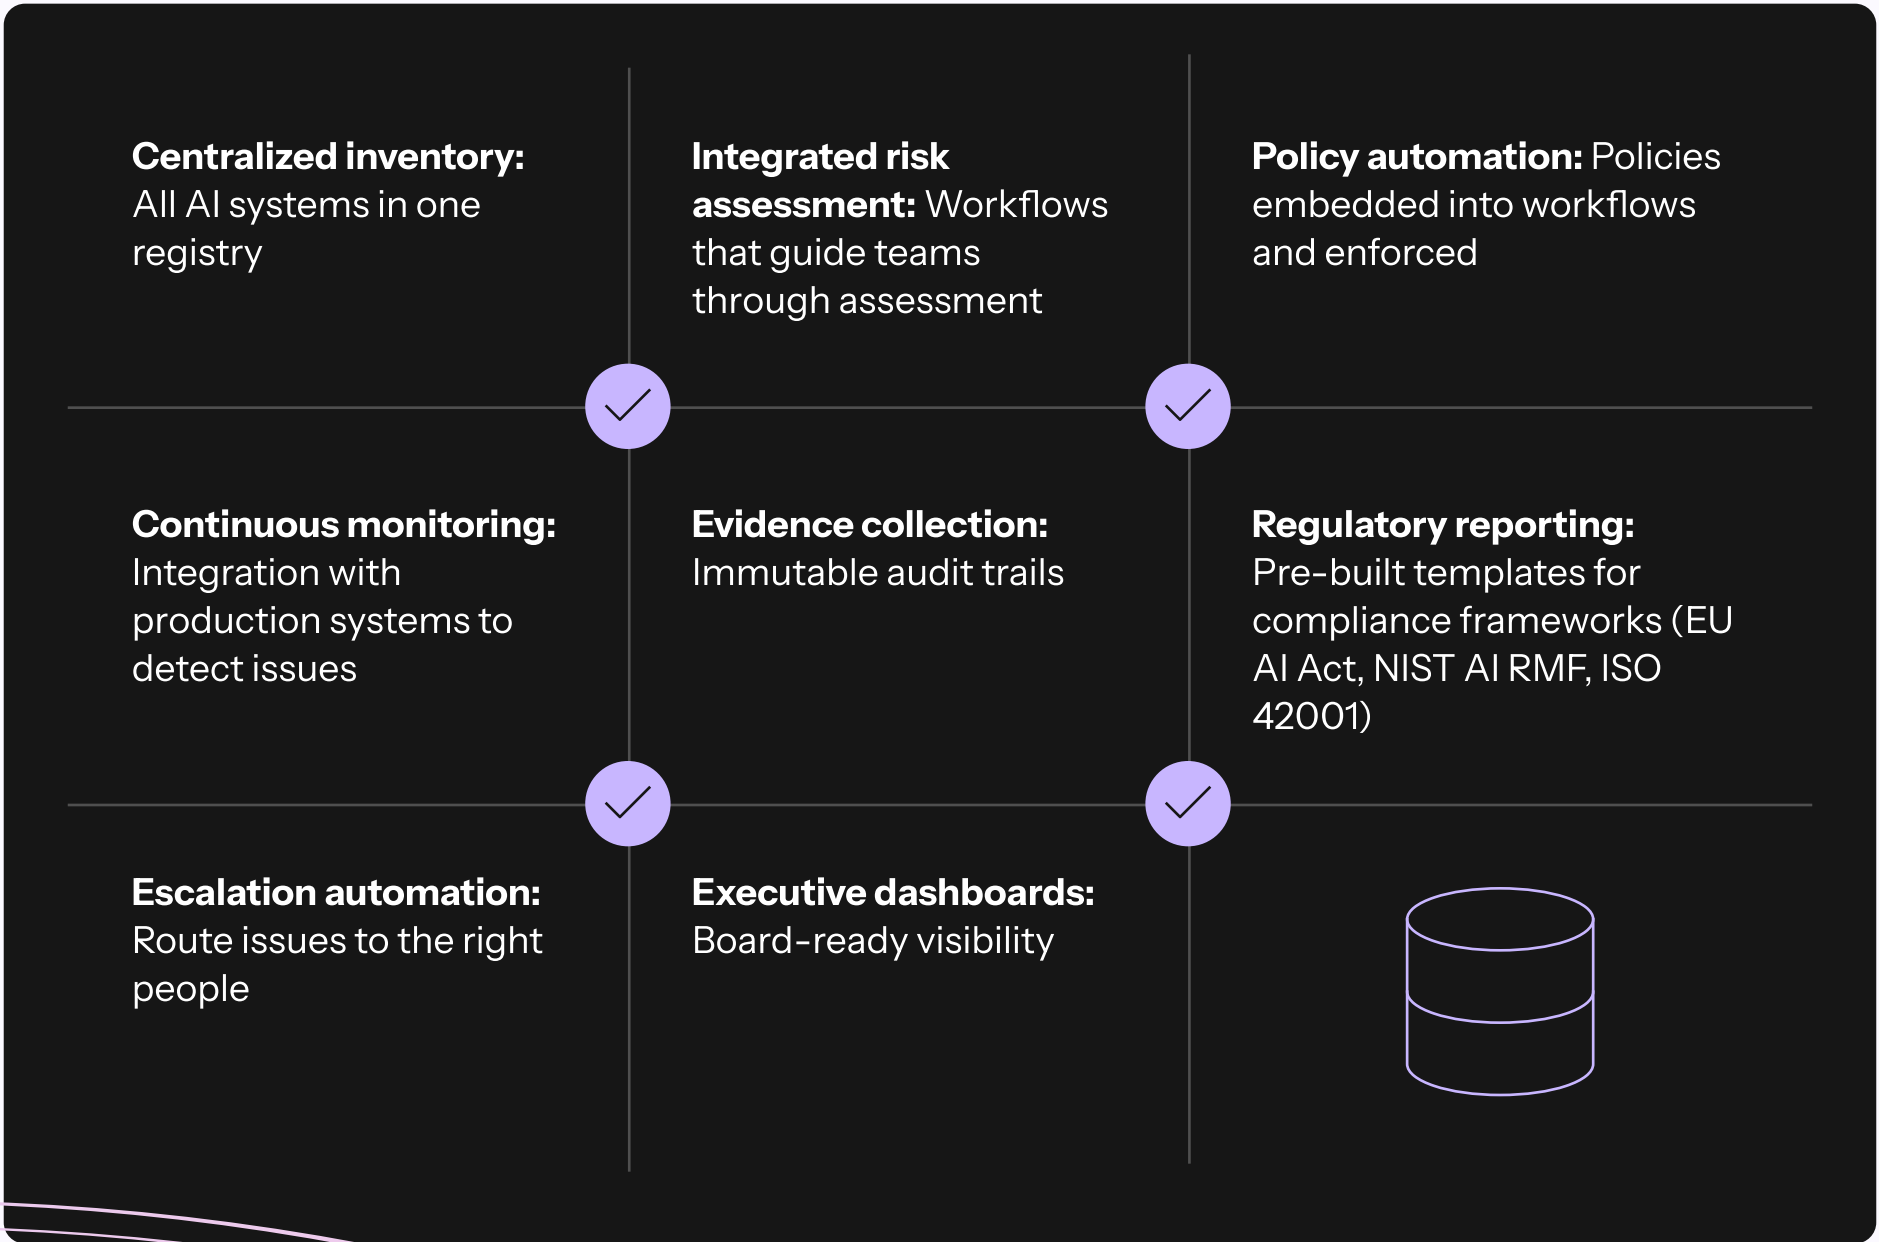 Centralized inventory:
All AI systems in one
registry
Integrated risk
assessment: Workflows
that guide teams
through assessment
Policy automation: Policies
embedded into workflows
and enforced
Continuous monitoring:
Integration with
production systems to
detect issues
Evidence collection:
Immutable audit trails
Regulatory reporting:
Pre-built templates for
compliance frameworks (EU
AI Act, NIST AI RMF, ISO
42001)
Escalation automation:
Route issues to the right
people
Executive dashboards:
Board-ready visibility